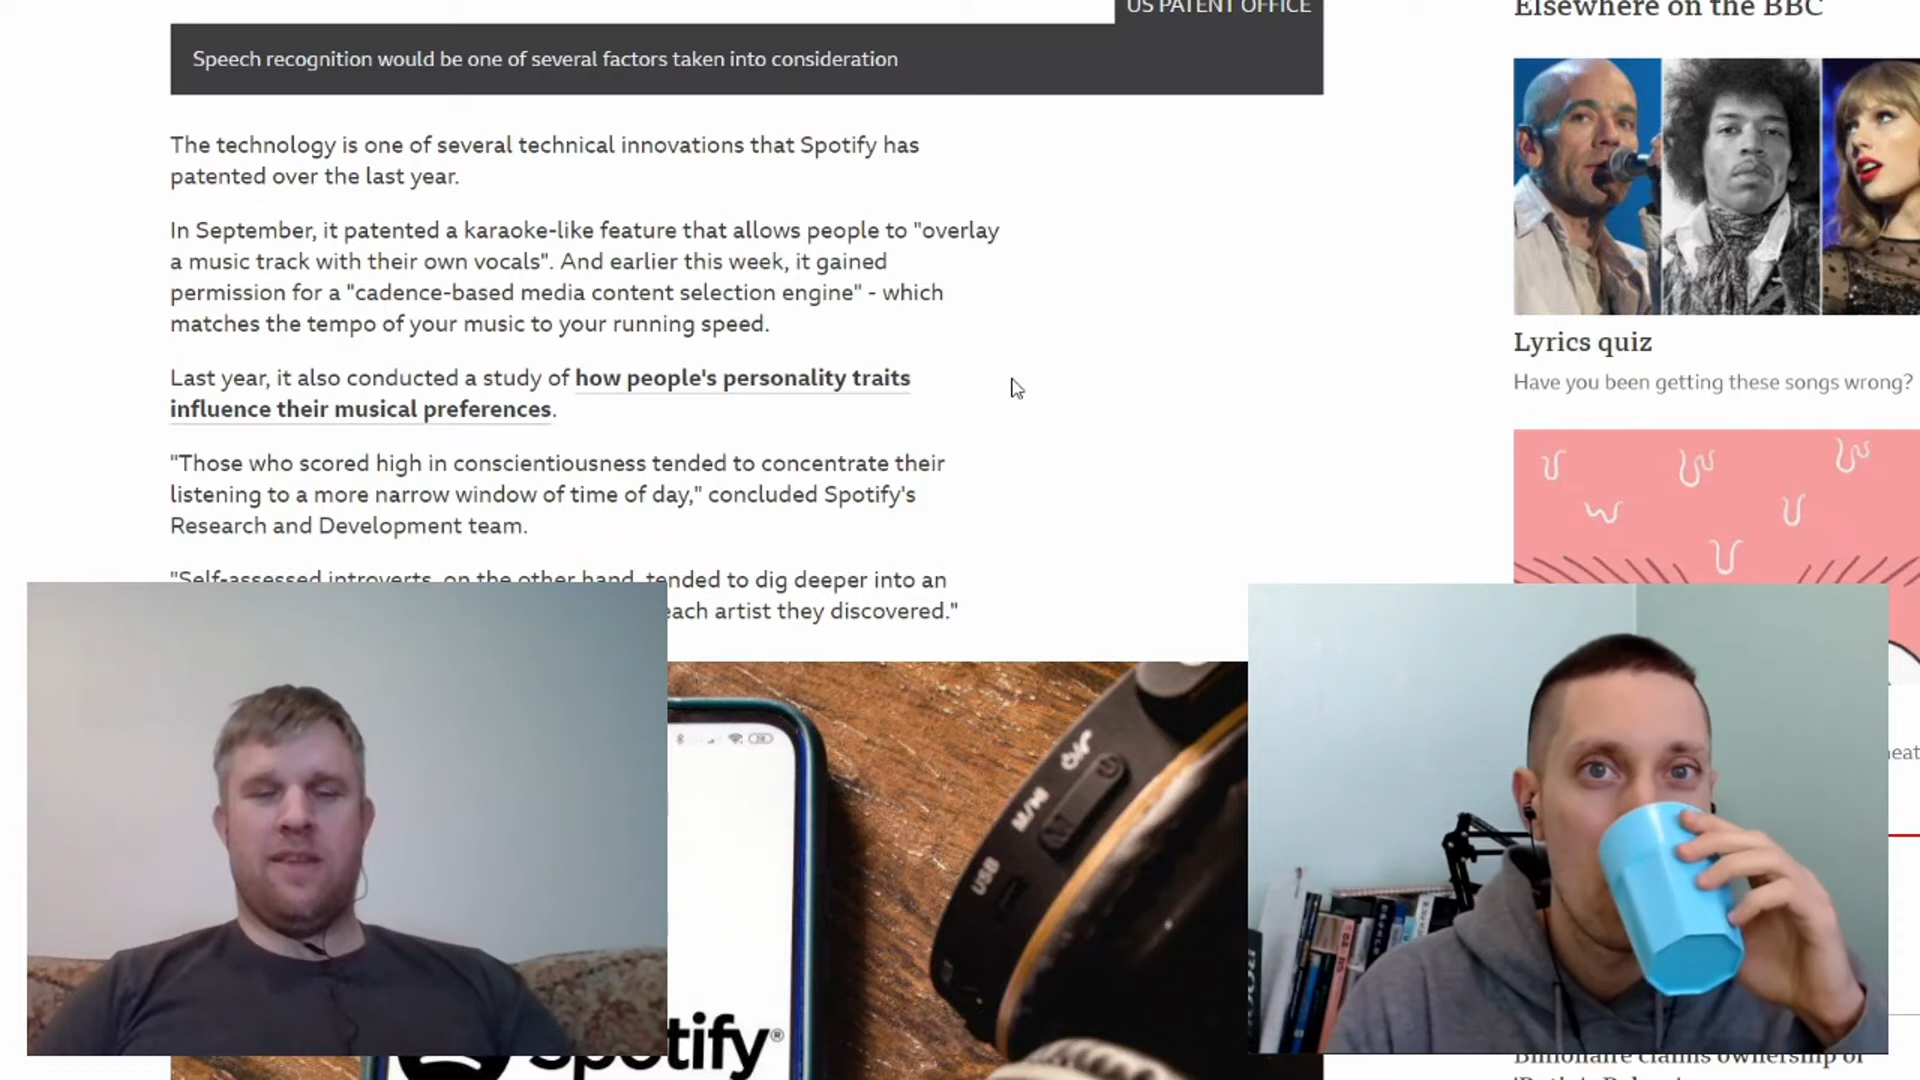 US PATENT OFFICE
Speech recognition would be one of several factors taken into consideration
The technology is one of several technical innovations that Spotify has
patented over the last year.
In September, it patented a karaoke-like feature that allows people to "overlay
a music track with their own vocals". And earlier this week, it gained
permission for a "cadence-based media content selection engine" - which
matches the tempo of your music to your running speed.
Last year, it also conducted a study of how people's personality traits
influence their musical preferences.
"Those who scored high in conscientiousness tended to concentrate their
listening to a more narrow window of time of day," concluded Spotify's
Research and Development team.
"Self-assessed introverts, on the other hand, tended to dig deeper into an
each artist they discovered."
USB
M/
Spotify®
Elsewhere on the BBC
Lyrics quiz
Have you been getting these songs wrong?
Billionaire claims ownership of